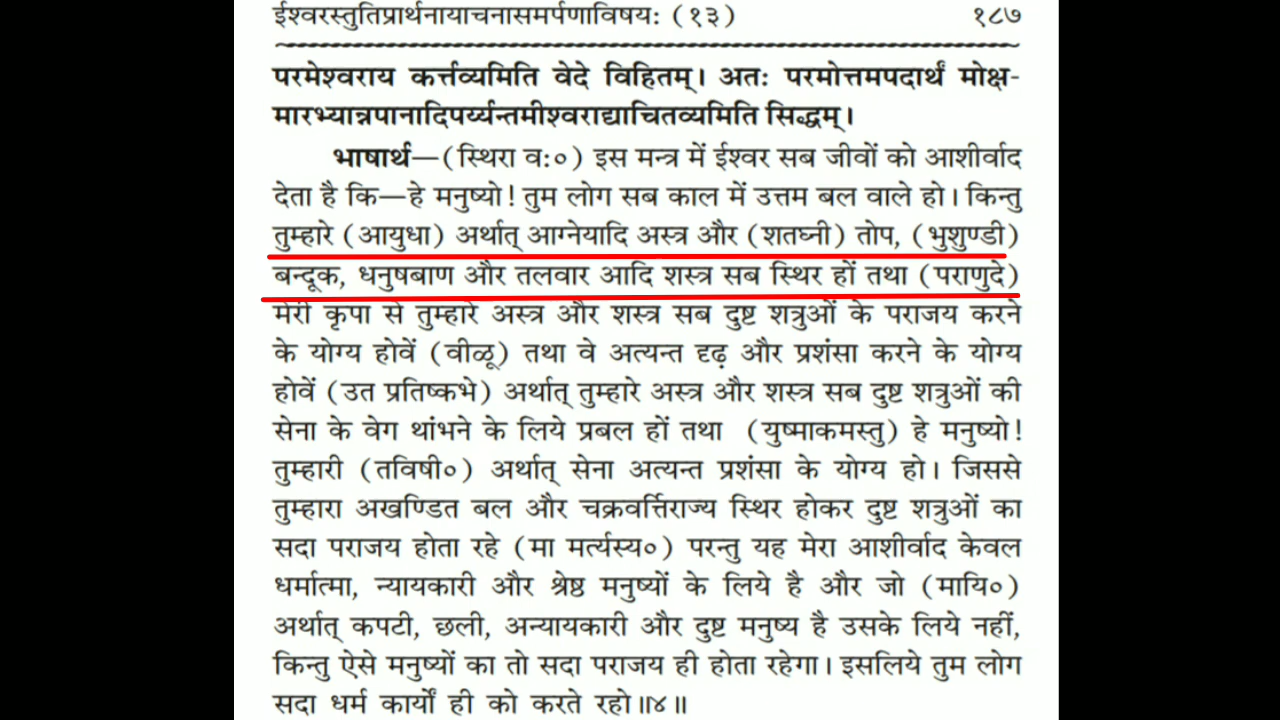 ईश्वरस्तुतिप्रार्थनायाचनासमर्पणाविषयः (१३) १८७
परमेश्वराय कर्त्तव्यमिति वेदे विहितम्। अतः परमोत्तमपदार्थं मोक्ष-
मारभ्यान्नपानादिपर्य्यन्तमीश्वराद्याचितव्यमिति सिद्धम्।
भाषार्थ—(स्थिरा वः०) इस मन्त्र में ईश्वर सब जीवों को आशीर्वाद
देता है कि—हे मनुष्यो! तुम लोग सब काल में उत्तम बल वाले हो। किन्तु
तुम्हारे (आयुधा) अर्थात् आग्नेयादि अस्त्र और (शतघ्नी) तोप, (भुशुण्डी)
बन्दूक, धनुषबाण और तलवार आदि शस्त्र सब स्थिर हों तथा (पराणुदे)
मेरी कृपा से तुम्हारे अस्त्र और शस्त्र सब दुष्ट शत्रुओं के पराजय करने
के योग्य होवें (वीळू) तथा वे अत्यन्त दृढ़ और प्रशंसा करने के योग्य
होवें (उत प्रतिष्कभे) अर्थात् तुम्हारे अस्त्र और शस्त्र सब दुष्ट शत्रुओं की
सेना के वेग थांभने के लिये प्रबल हों तथा (युष्माकमस्तु) हे मनुष्यो!
तुम्हारी (तविषी०) अर्थात् सेना अत्यन्त प्रशंसा के योग्य हो। जिससे
तुम्हारा अखण्डित बल और चक्रवर्त्तिराज्य स्थिर होकर दुष्ट शत्रुओं का
सदा पराजय होता रहे (मा मर्त्यस्य०) परन्तु यह मेरा आशीर्वाद केवल
धर्मात्मा, न्यायकारी और श्रेष्ठ मनुष्यों के लिये है और जो (मायि०)
अर्थात् कपटी, छली, अन्यायकारी और दुष्ट मनुष्य है उसके लिये नहीं,
किन्तु ऐसे मनुष्यों का तो सदा पराजय ही होता रहेगा। इसलिये तुम लोग
सदा धर्म कार्यों ही को करते रहो॥४॥